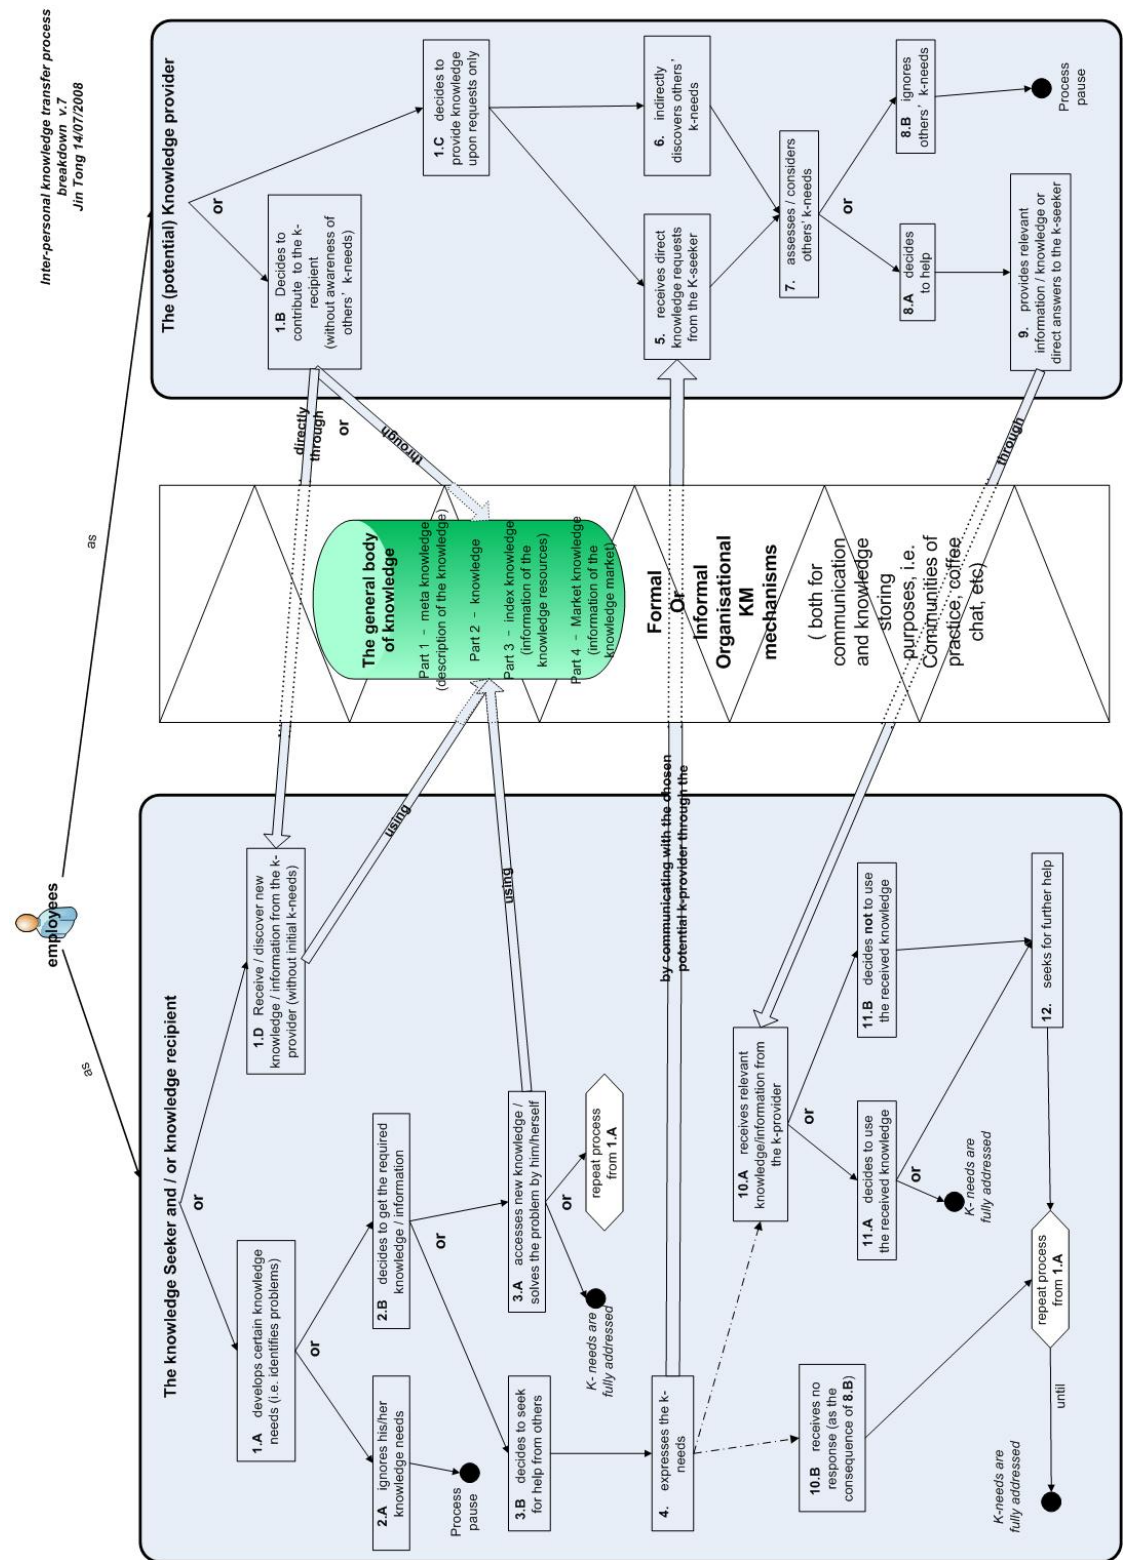 Inter-personal knowledge transfer process
breakdown v.7
Jin Tong 14/07/2008
employees
as
as
The knowledge Seeker and / or knowledge recipient
or
1.A develops certain knowledge
needs (i.e. identifies problems)
or
2.A ignores his/her
knowledge needs
Process
pause
2.B decides to get the required
knowledge / information
or
3.B decides to seek
for help from others
3.A accesses new knowledge /
solves the problem by him/herself
or
K- needs are
fully addressed
repeat process
from 1.A
1.D Receive / discover new
knowledge / information from the k-
provider (without initial k-needs)
using
using
4. expresses the k-
needs
by communicating with the chosen
potential k-provider through the
10.B receives no
response (as the
consequence of 8.B)
10.A receives relevant
knowledge/information from
the k-provider
or
11.A decides to use
the received knowledge
or
K- needs are
fully addressed
11.B decides not to use
the received knowledge
12. seeks for further help
repeat process
from 1.A
until
K-needs are
fully addressed
The general body
of knowledge
Part 1 - meta knowledge
(description of the knowledge)
Part 2 - knowledge
Part 3 - index knowledge
(information of the
knowledge resources)
Part 4 - Market knowledge
(information of the
knowledge market)
Formal
Or
Informal
Organisational
KM
mechanisms
( both for
communication
and knowledge
storing
purposes, i.e.
Communities of
practice, coffee
chat, etc)
directly
through
or
through
through
The (potential) Knowledge provider
or
1.B Decides to
contribute to the k-
recipient
(without awareness of
others' k-needs)
1.C decides to
provide knowledge
upon requests only
5. receives direct
knowledge requests
from the K-seeker
6. indirectly
discovers others'
k-needs
7. assesses / considers
others' k-needs
or
8.A decides
to help
8.B ignores
others' k-needs
Process
pause
9. provides relevant
information / knowledge or
direct answers to the k-seeker